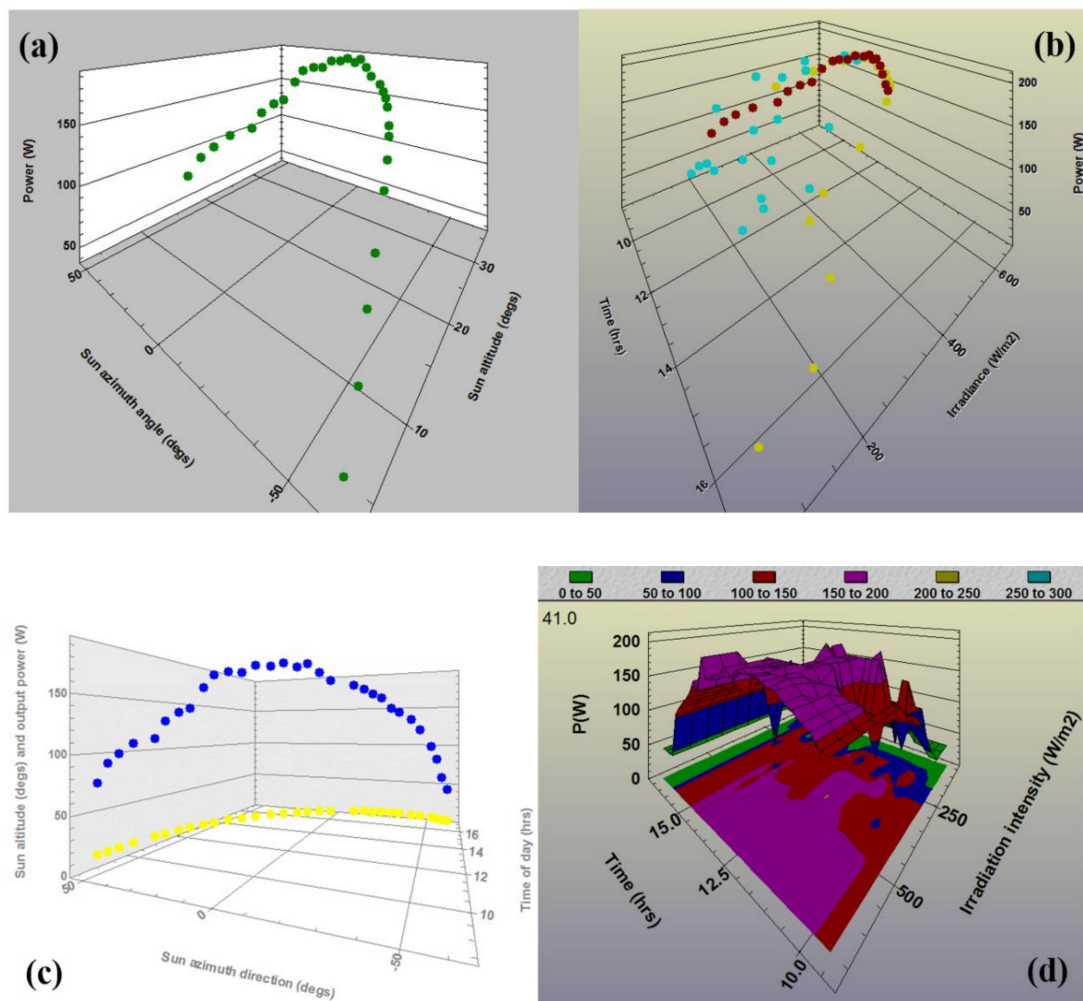 (a)
150
100
50
Power (W)
50
0
-50
Sun azimuth angle (degs)
10
20
30
Sun altitude (degs)
(b)
200
150
100
50
Power (W)
10
12
14
16
Time (hrs)
600
400
200
Irradiance (W/m2)
150
100
50
0
Sun altitude (degs) and output power (W)
50
0
-50
Sun azimuth direction (degs)
16
14
12
10
Time of day (hrs)
(c)
0 to 50 50 to 100 100 to 150 150 to 200 200 to 250 250 to 300
41.0
200
150
100
50
0
P(W)
15.0
12.5
10.0
Time (hrs)
250
500
Irradiation intensity (W/m2)
(d)